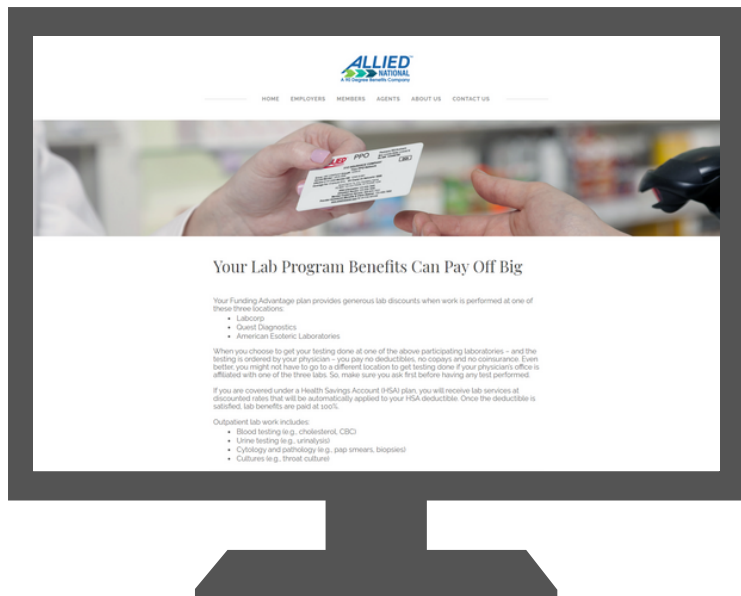 ALLIED
NATIONAL
A 90 Degree Benefits Company
HOME EMPLOYERS MEMBERS AGENTS ABOUT US CONTACT US
PPO
Your Lab Program Benefits Can Pay Off Big
Your Funding Advantage plan provides generous lab discounts when work is performed at one of
these three locations:
• Labcorp
• Quest Diagnostics
• American Esoteric Laboratories
When you choose to get your testing done at one of the above participating laboratories – and the
testing is ordered by your physician – you pay no deductibles, no copays and no coinsurance. Even
better, you might not have to go to a different location to get testing done if your physician's office is
affiliated with one of the three labs. So, make sure you ask first before having any test performed.
If you are covered under a Health Savings Account (HSA) plan, you will receive lab services at
discounted rates that will be automatically applied to your HSA deductible. Once the deductible is
satisfied, lab benefits are paid at 100%.
Outpatient lab work includes:
• Blood testing (e.g., cholesterol, CBC)
• Urine testing (e.g., urinalysis)
• Cytology and pathology (e.g., pap smears, biopsies)
• Cultures (e.g., throat culture)